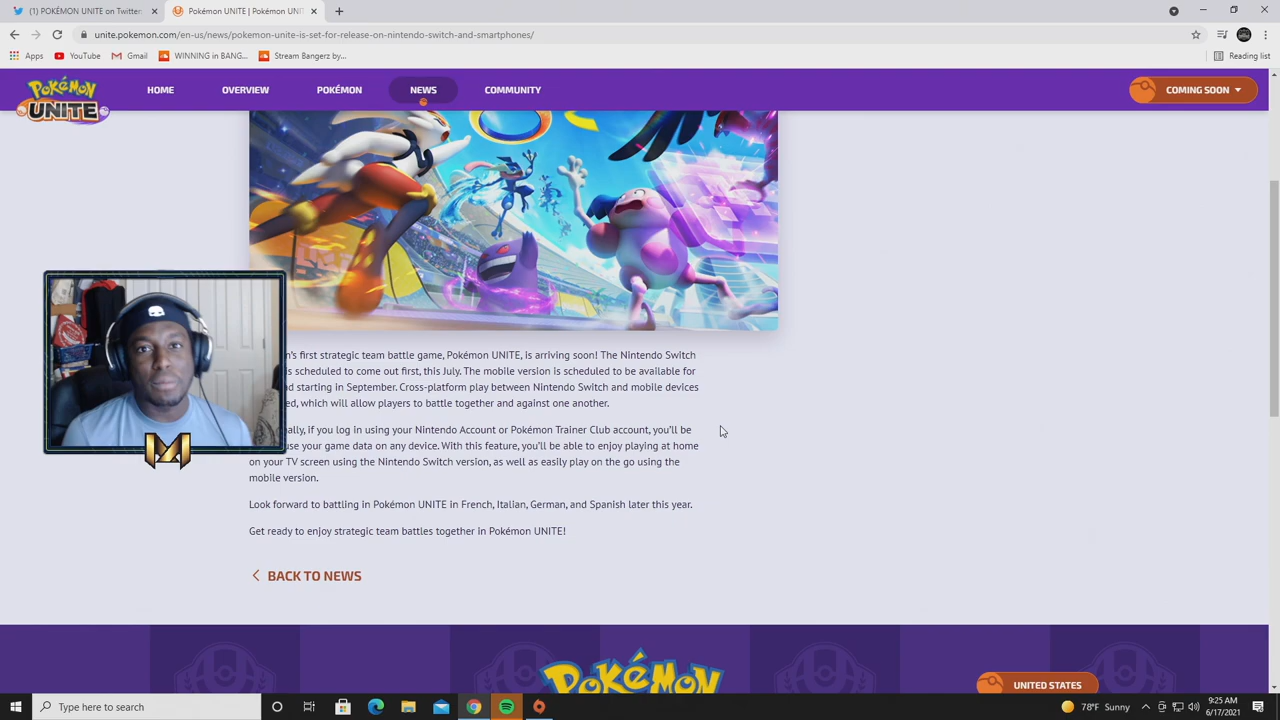 (1) POKÉMON UNITE on Twitter
Pokémon UNITE | Pokémon UNIT
unite.pokemon.com/en-us/news/pokemon-unite-is-set-for-release-on-nintendo-switch-and-smartphones/
Apps YouTube Gmail WINNING in BANG... Stream Bangerz by... Reading list
Pokémon UNITE HOME OVERVIEW POKÉMON NEWS COMMUNITY COMING SOON
n's first strategic team battle game, Pokémon UNITE, is arriving soon! The Nintendo Switch
is scheduled to come out first, this July. The mobile version is scheduled to be available for
starting in September. Cross-platform play between Nintendo Switch and mobile devices
which will allow players to battle together and against one another.
if you log in using your Nintendo Account or Pokémon Trainer Club account, you'll be
use your game data on any device. With this feature, you'll be able to enjoy playing at home
on your TV screen using the Nintendo Switch version, as well as easily play on the go using the
mobile version.
Look forward to battling in Pokémon UNITE in French, Italian, German, and Spanish later this year.
Get ready to enjoy strategic team battles together in Pokémon UNITE!
BACK TO NEWS
Pokémon
UNITED STATES
Type here to search
78°F Sunny
9:25 AM
6/17/2021